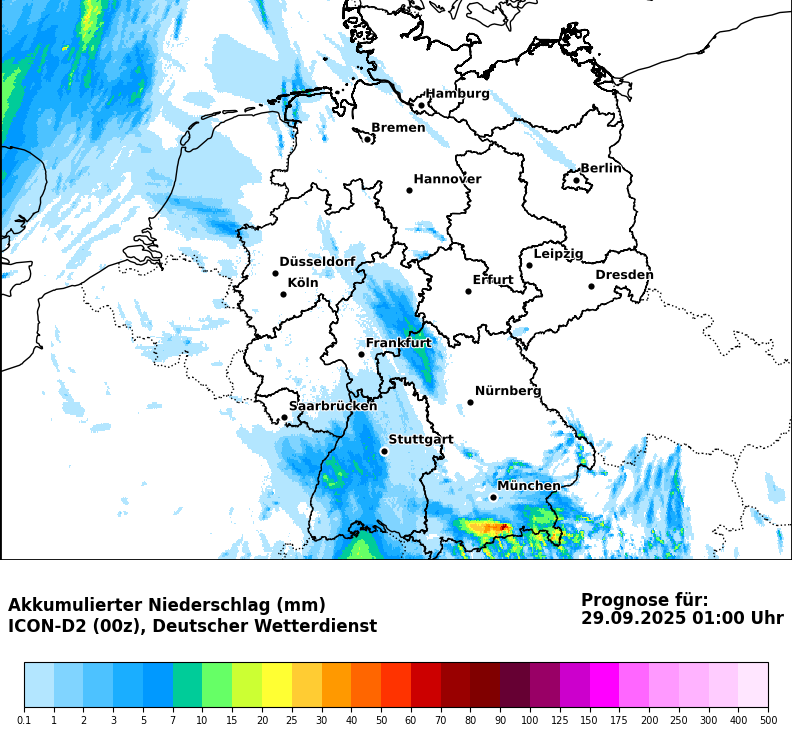 Hamburg
Bremen
Berlin
Hannover
Leipzig
Düsseldorf
Dresden
Erfurt
Köln
Frankfurt
Nürnberg
Saarbrücken
Stuttgart
München
Akkumulierter Niederschlag (mm)
ICON-D2 (00z), Deutscher Wetterdienst
Prognose für:
29.09.2025 01:00 Uhr
0.1 1 2 3 5 7 10 15 20 25 30 40 50 60 70 80 90 100 125 150 175 200 250 300 400 500